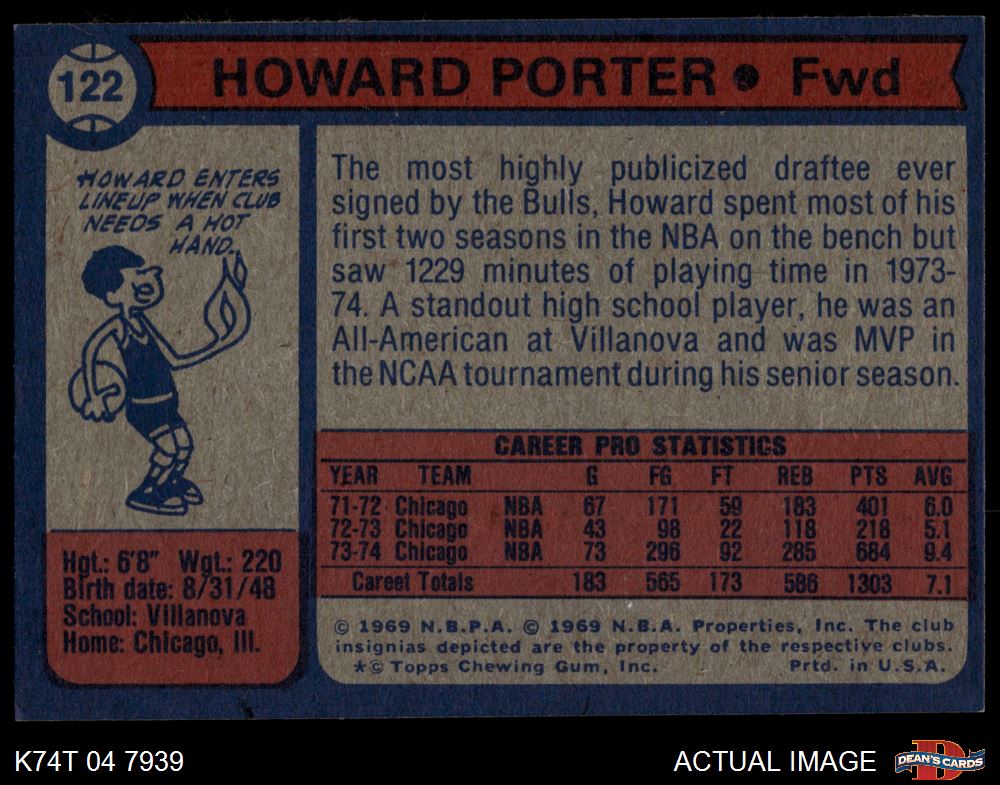 122
HOWARD PORTER • Fwd
HOWARD ENTERS
LINEUP WHEN CLUB
NEEDS A HOT
HAND.
The most highly publicized draftee ever
signed by the Bulls, Howard spent most of his
first two seasons in the NBA on the bench but
saw 1229 minutes of playing time in 1973-
74. A standout high school player, he was an
All-American at Villanova and was MVP in
the NCAA tournament during his senior season.
CAREER PRO STATISTICS
YEAR TEAM G FG FT REB PTS AVG
71-72 Chicago NBA 67 171 59 183 401 6.0
72-73 Chicago NBA 43 98 22 118 218 5.1
73-74 Chicago NBA 73 296 92 285 684 9.4
Career Totals 183 565 173 586 1303 7.1
Hgt.: 6'8" Wgt.: 220
Birth date: 8/31/48
School: Villanova
Home: Chicago, Ill.
© 1969 N.B.P.A. © 1969 N.B.A. Properties, Inc. The club
insignias depicted are the property of the respective clubs.
*© Topps Chewing Gum, Inc. Prtd. in U.S.A.
K74T 04 7939
ACTUAL IMAGE
D
DEAN'S CARDS